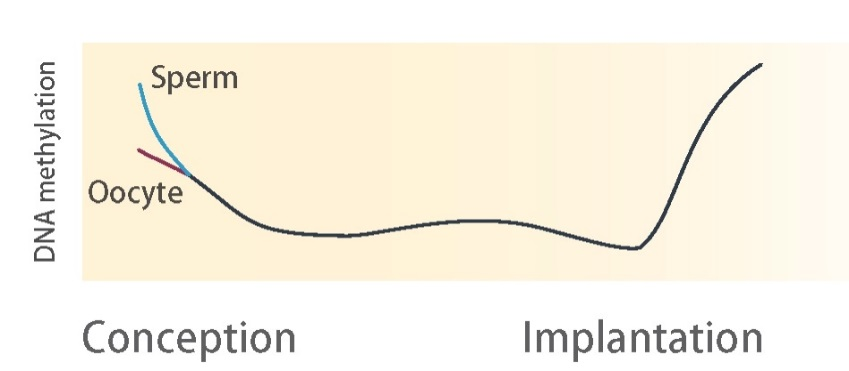 DNA methylation
Sperm
Oocyte
Conception
Implantation